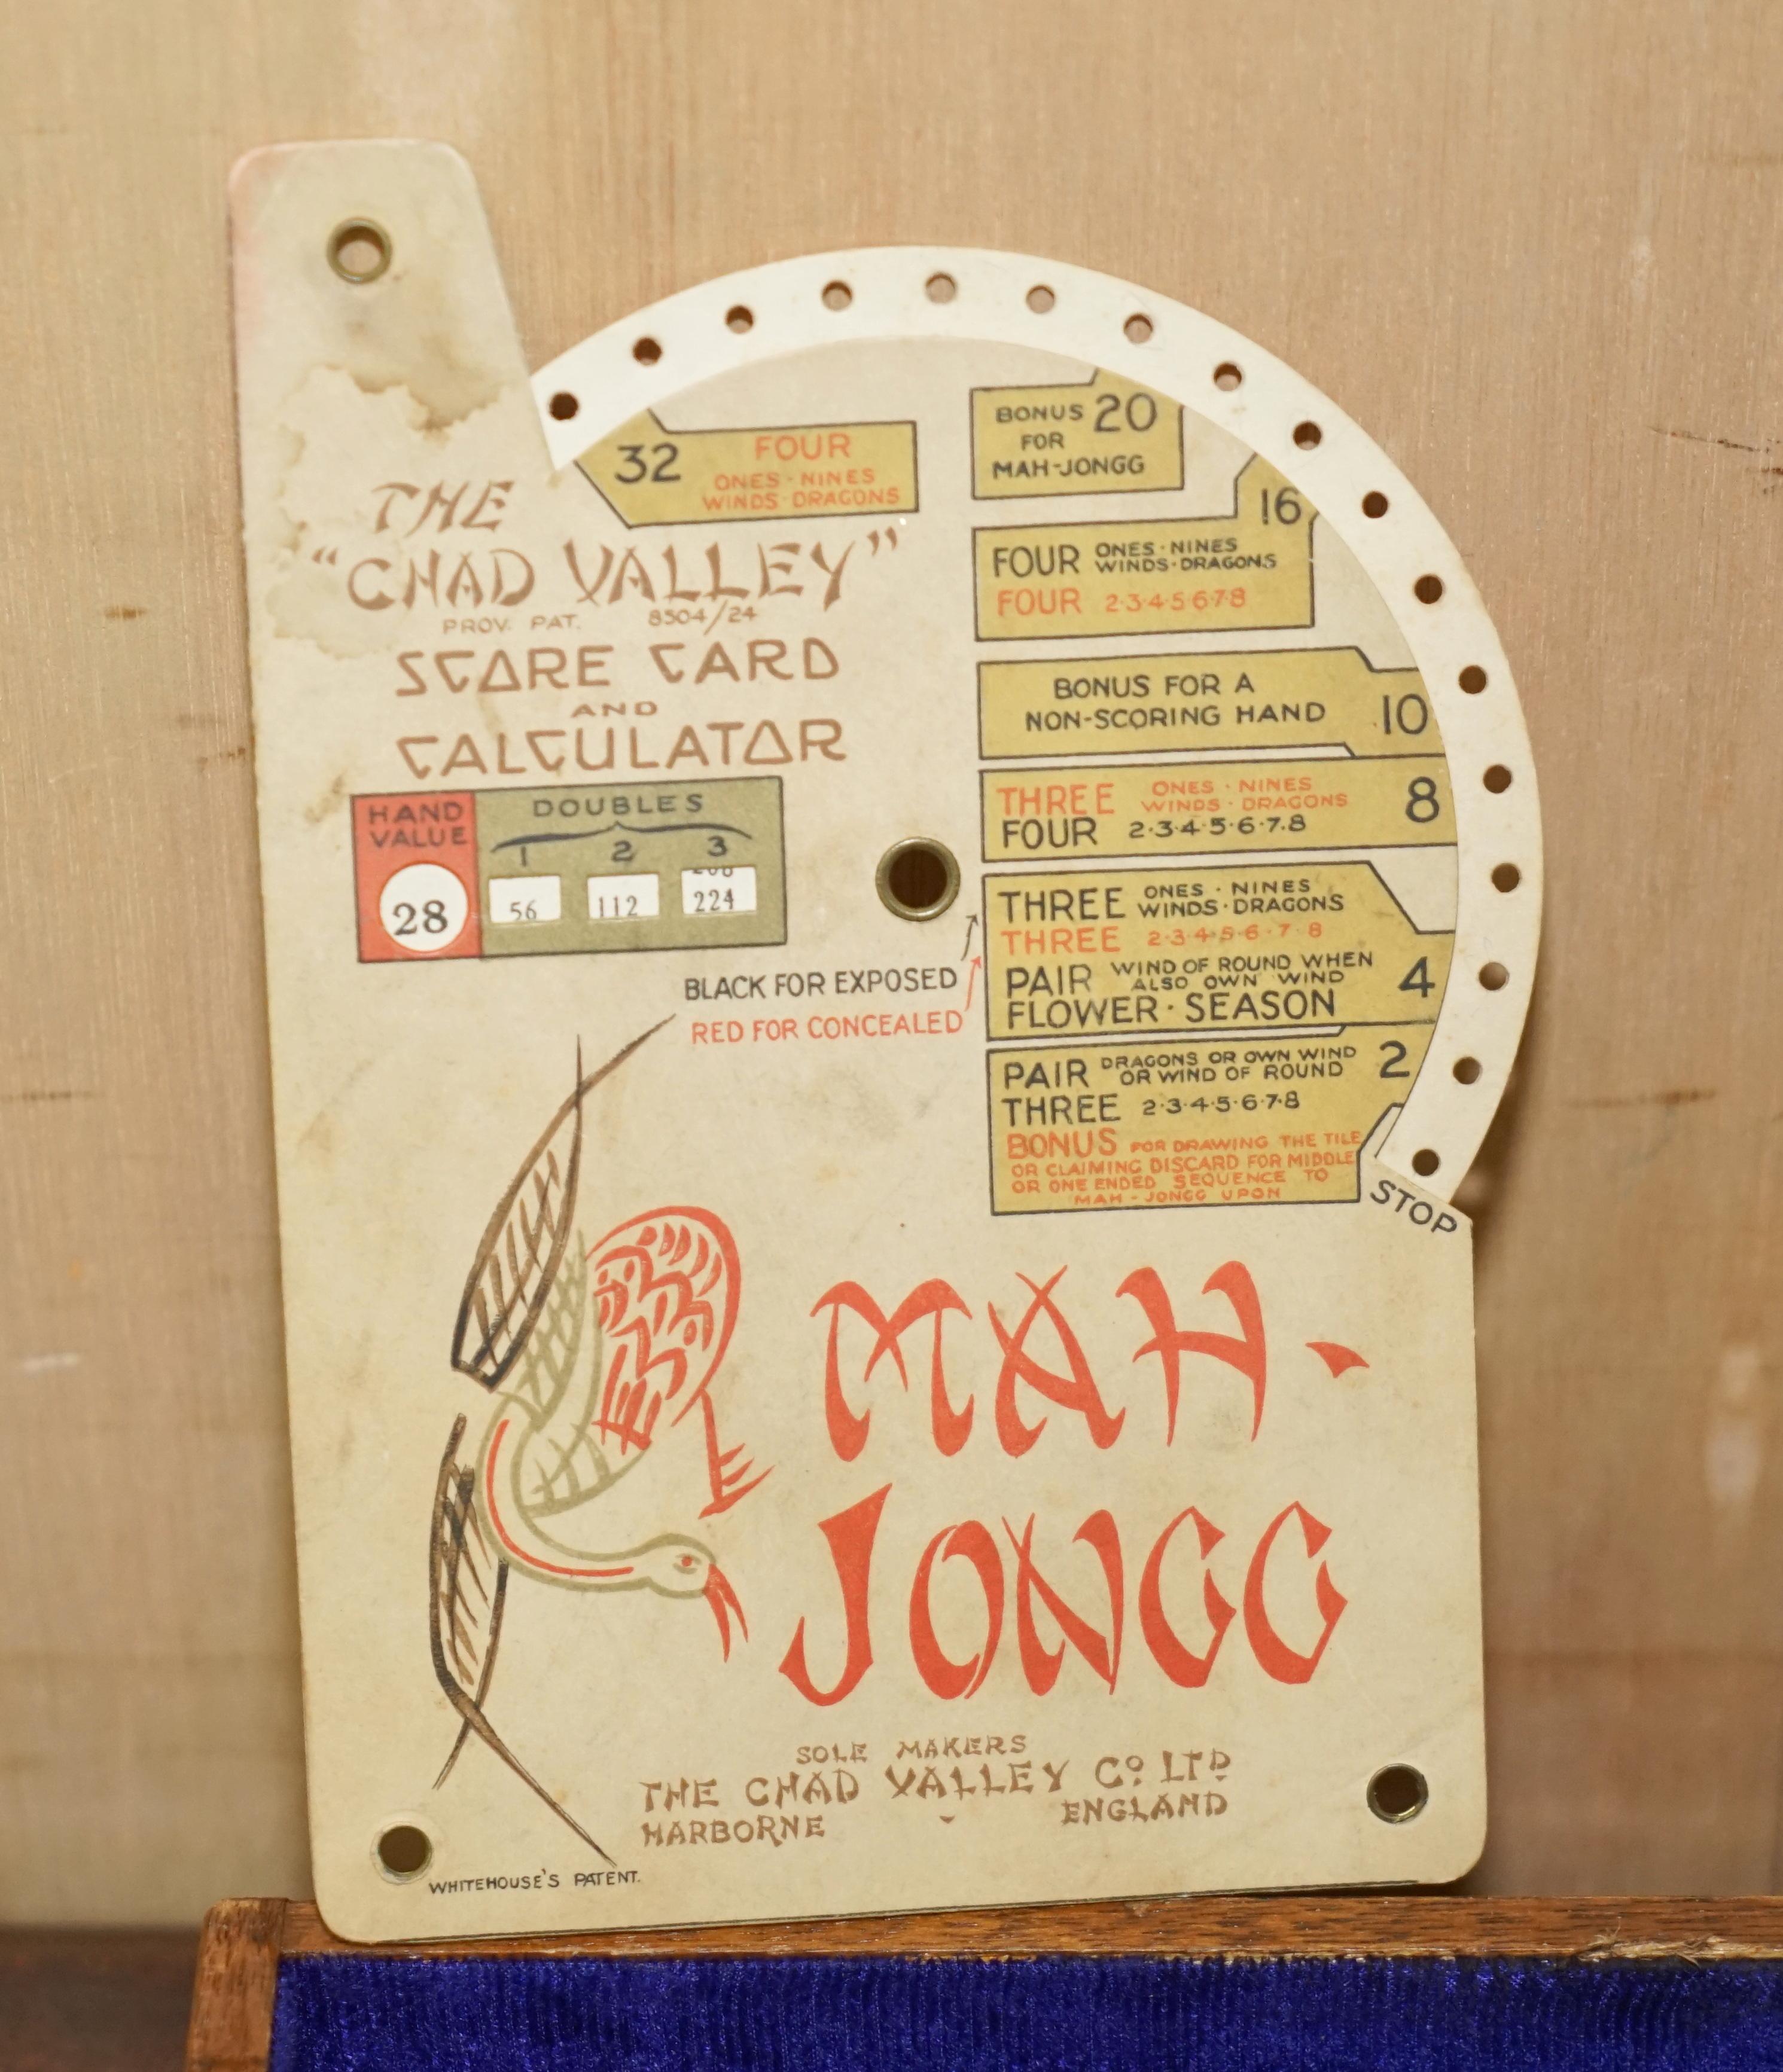 THE
"CHAD VALLEY"
PROV. PAT. 8504/24
SCORE CARD
AND
CALCULATOR
HAND
VALUE
28
DOUBLES
1 2 3
56 112 224
BLACK FOR EXPOSED
RED FOR CONCEALED
32 FOUR
ONES · NINES
WINDS · DRAGONS
BONUS 20
FOR
MAH-JONGG
16
FOUR ONES · NINES
WINDS · DRAGONS
FOUR 2·3·4·5·6·7·8
BONUS FOR A
NON-SCORING HAND 10
THREE ONES · NINES
WINDS · DRAGONS 8
FOUR 2·3·4·5·6·7·8
THREE ONES · NINES
WINDS · DRAGONS
THREE 2·3·4·5·6·7·8
PAIR WIND OF ROUND WHEN
ALSO OWN WIND 4
FLOWER · SEASON
PAIR DRAGONS OR OWN WIND
OR WIND OF ROUND 2
THREE 2·3·4·5·6·7·8
BONUS FOR DRAWING THE TILE
OR CLAIMING DISCARD FOR MIDDLE
OR ONE ENDED SEQUENCE TO
MAH-JONGG UPON
STOP
MAH-
JONGG
SOLE MAKERS
THE CHAD VALLEY Co LTD
HARBORNE - ENGLAND
WHITEHOUSE'S PATENT.